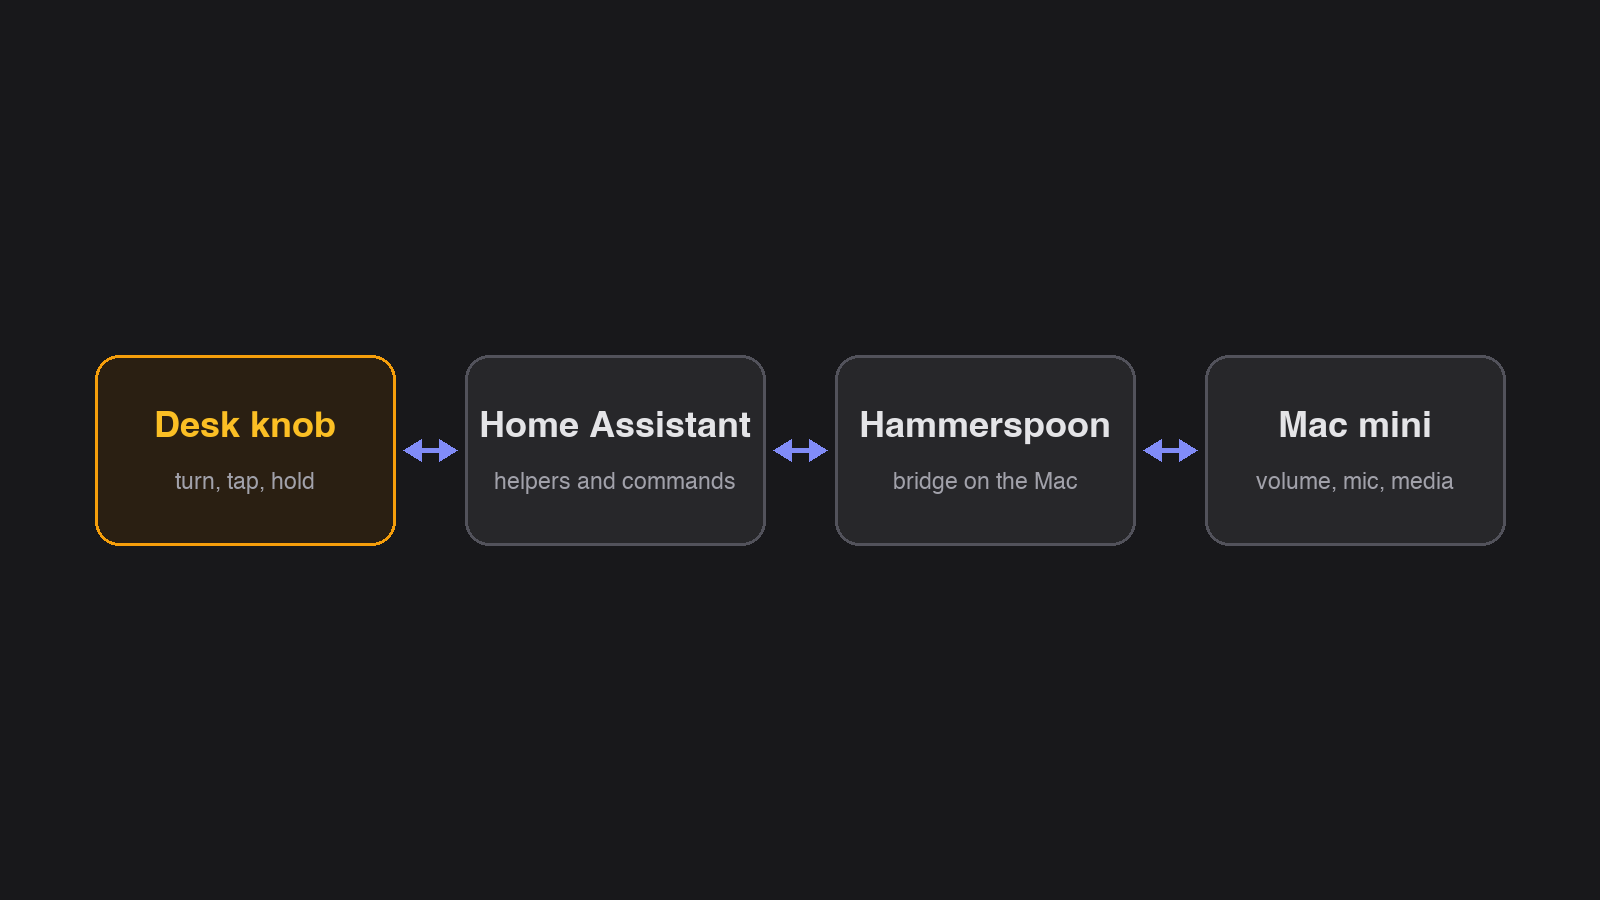 Desk knob
turn, tap, hold
Home Assistant
helpers and commands
Hammerspoon
bridge on the Mac
Mac mini
volume, mic, media